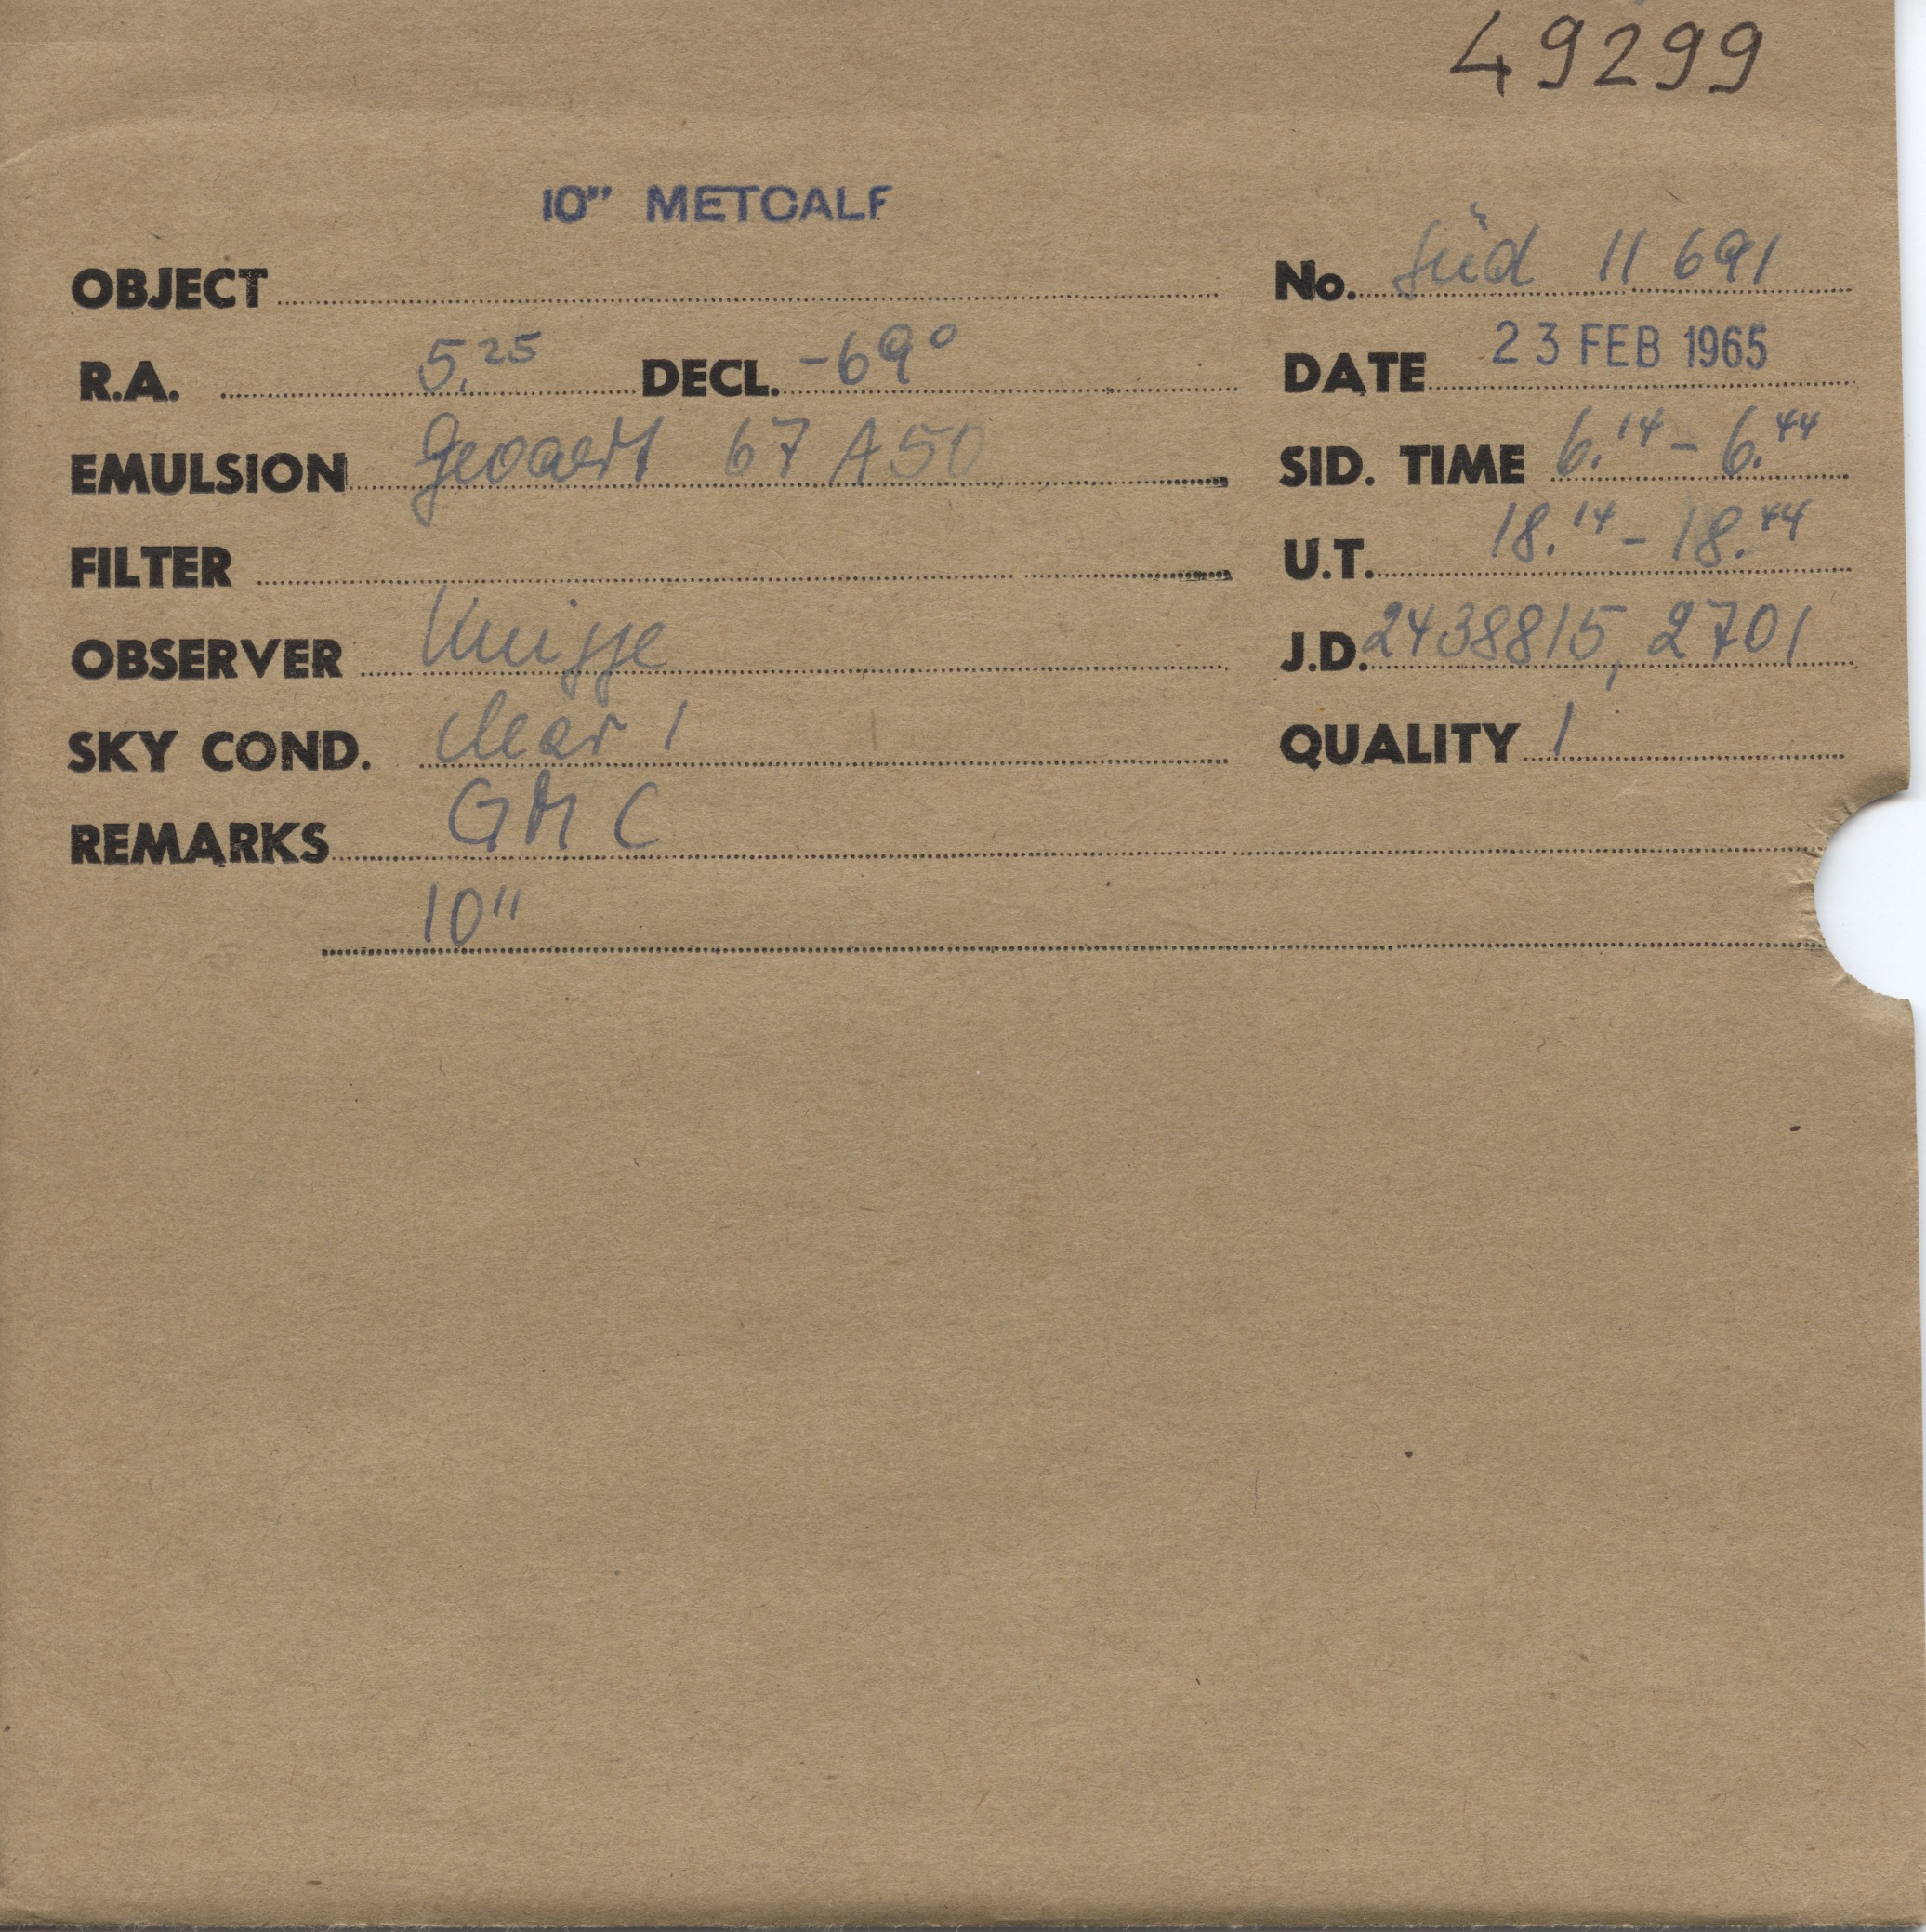 49299
10" METCALF
OBJECT No. Süd 11 691
R.A. 5.25 DECL. -69° DATE 23 FEB 1965
EMULSION Gevaert 67 A 50 SID. TIME 6.14 - 6.44
FILTER U.T. 18.14 - 18.44
OBSERVER Knigge J.D. 2438815,2701
SKY COND. clear 1 QUALITY 1
REMARKS GMC
10"